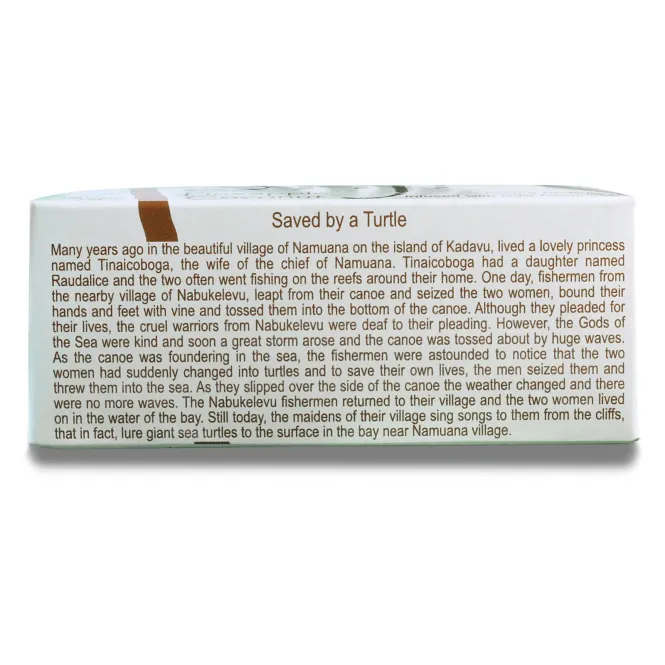 Saved by a Turtle
Many years ago in the beautiful village of Namuana on the island of Kadavu, lived a lovely princess
named Tinaicoboga, the wife of the chief of Namuana. Tinaicoboga had a daughter named
Raudalice and the two often went fishing on the reefs around their home. One day, fishermen from
the nearby village of Nabukelevu, leapt from their canoe and seized the two women, bound their
hands and feet with vine and tossed them into the bottom of the canoe. Although they pleaded for
their lives, the cruel warriors from Nabukelevu were deaf to their pleading. However, the Gods of
the Sea were kind and soon a great storm arose and the canoe was tossed about by huge waves.
As the canoe was foundering in the sea, the fishermen were astounded to notice that the two
women had suddenly changed into turtles and to save their own lives, the men seized them and
threw them into the sea. As they slipped over the side of the canoe the weather changed and there
were no more waves. The Nabukelevu fishermen returned to their village and the two women lived
on in the water of the bay. Still today, the maidens of their village sing songs to them from the cliffs,
that in fact, lure giant sea turtles to the surface in the bay near Namuana village.